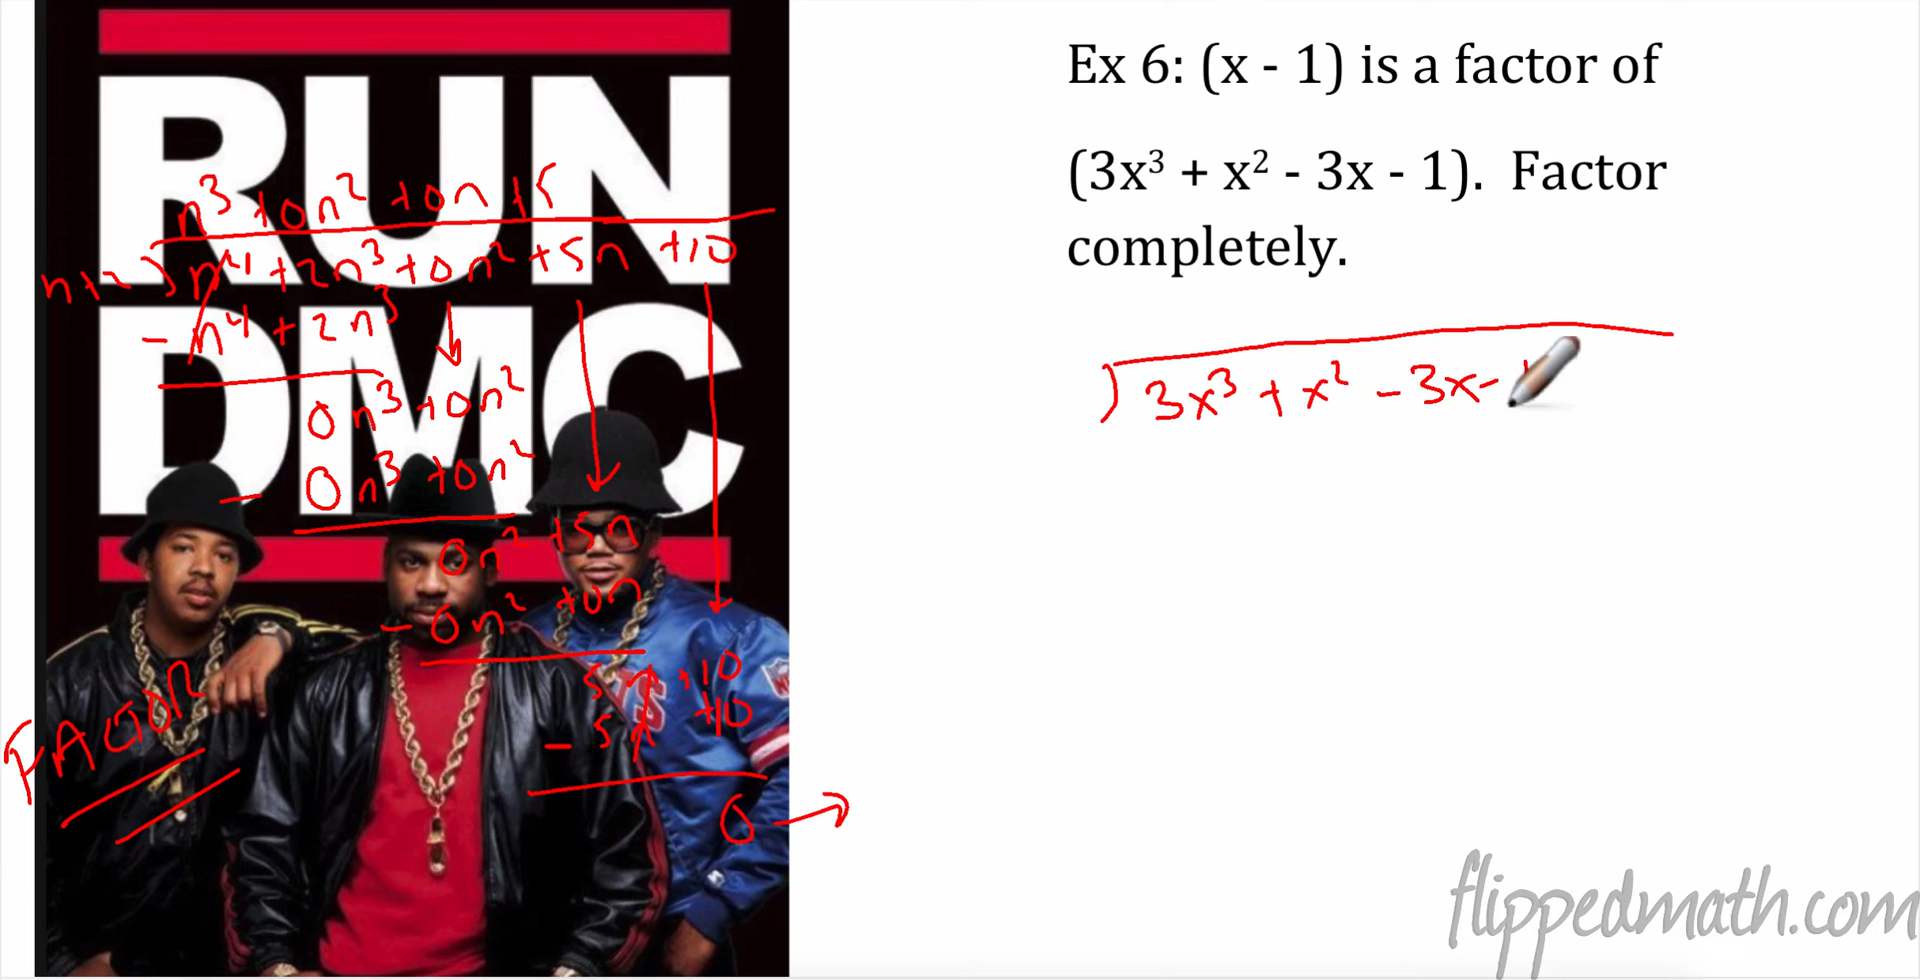 RUN
DMC
n³ + 0n² + 0n + 5
n+2 ) n⁴ + 2n³ + 0n² + 5n + 10
- n⁴ + 2n³
0n³ + 0n²
- 0n³ + 0n²
0n² + 5n
- 0n² + 0n
5n + 10
- 5n + 10
0 →
FACTOR
Ex 6: (x - 1) is a factor of
(3x³ + x² - 3x - 1). Factor
completely.
) 3x³ + x² - 3x -
flippedmath.com